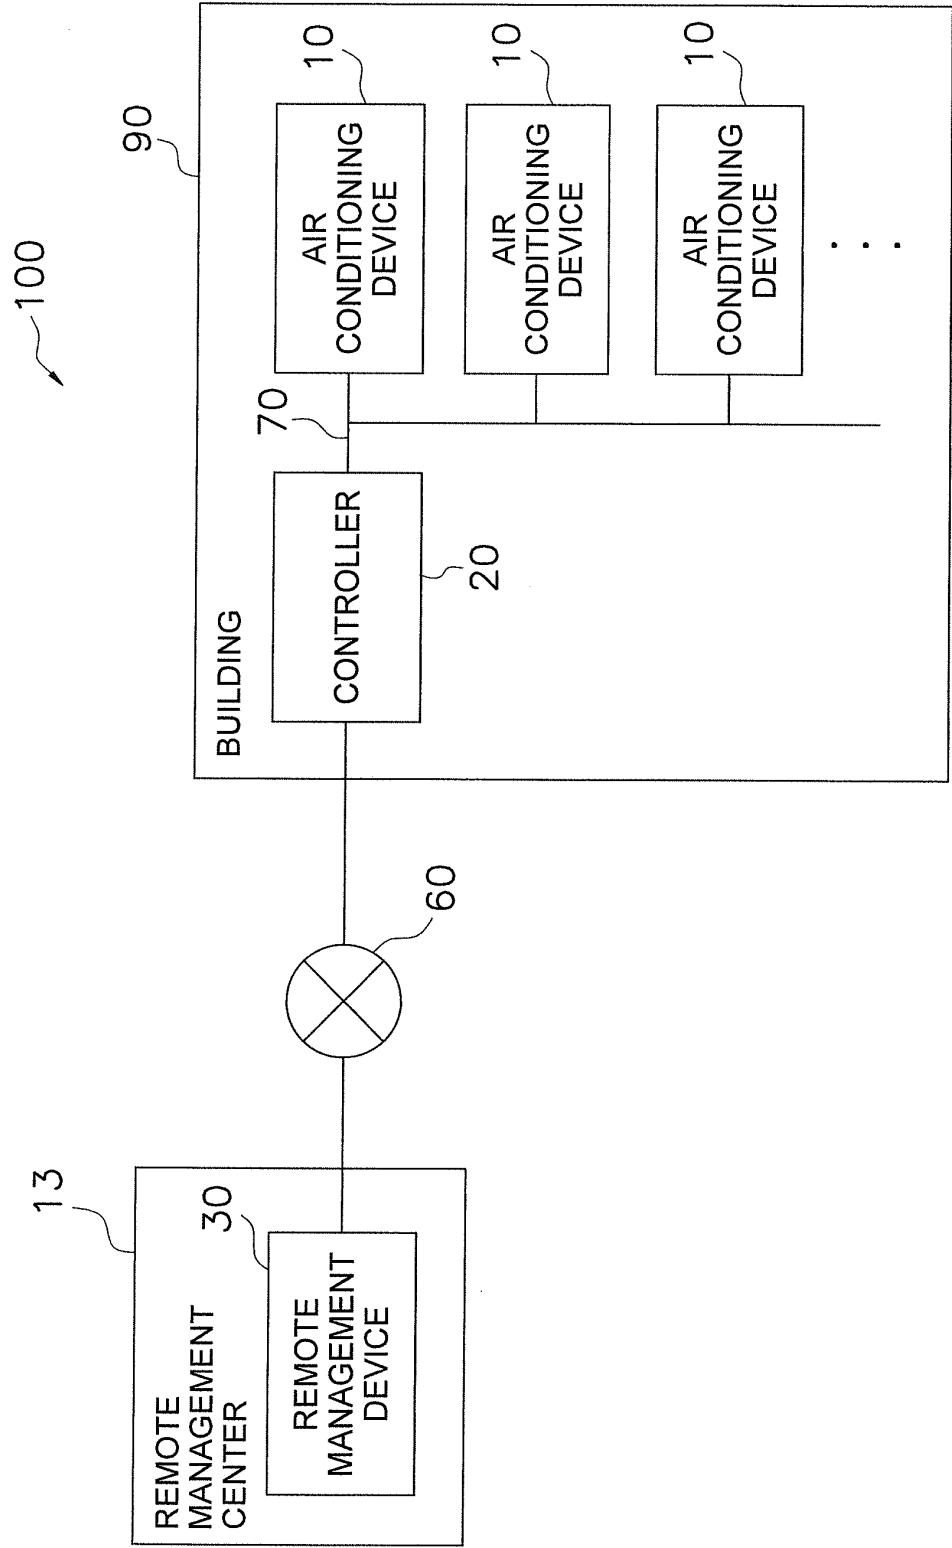 100
13
REMOTE
MANAGEMENT
CENTER
30
REMOTE
MANAGEMENT
DEVICE
60
90
BUILDING
CONTROLLER
20
70
AIR
CONDITIONING
DEVICE
10
AIR
CONDITIONING
DEVICE
10
AIR
CONDITIONING
DEVICE
10
. . .